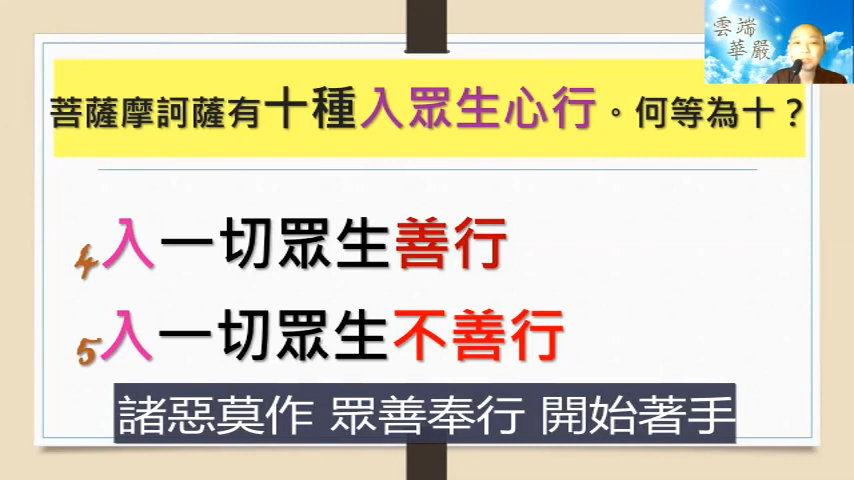 雲端
華嚴
菩薩摩訶薩有十種入眾生心行。何等為十？
4入一切眾生善行
5入一切眾生不善行
諸惡莫作 眾善奉行 開始著手